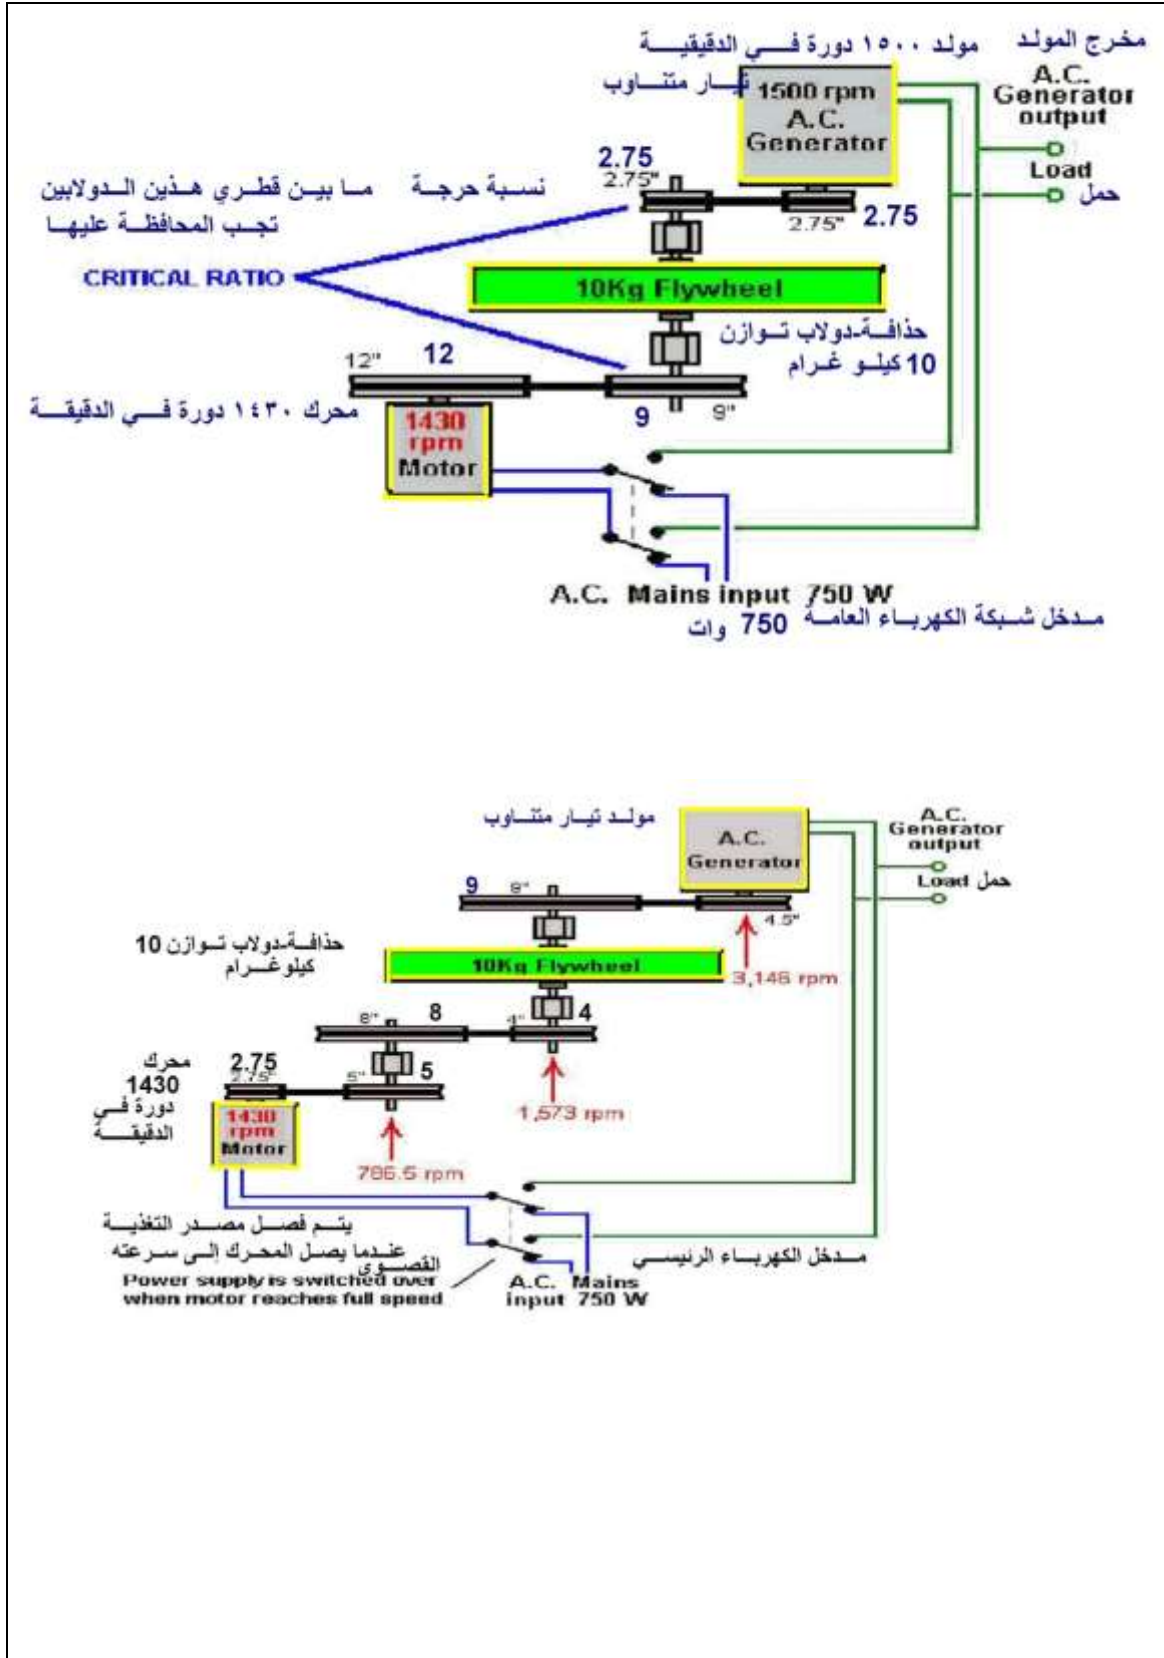 مخرج المولد
مولد ١٥٠٠ دورة في الدقيقية
تيار متناوب
1500 rpm
A.C.
Generator
A.C.
Generator
output
Load
حمل
2.75
2.75"
2.75"
2.75
نسبة حرجة ما بين قطري هذين الدولابين
تجب المحافظة عليها
CRITICAL RATIO
10Kg Flywheel
حذافة-دولاب توازن
10 كيلو غرام
12"
12
9
9"
محرك ١٤٣٠ دورة في الدقيقة
1430
rpm
Motor
A.C. Mains input 750 W
مدخل شبكة الكهرباء العامة 750 وات
مولد تيار متناوب
A.C.
Generator
A.C.
Generator
output
Load حمل
9
9"
4.5"
3,146 rpm
حذافة-دولاب توازن 10
كيلو غرام
10Kg Flywheel
8"
8
4"
4
1,573 rpm
محرك
1430
دورة في
الدقيقة
2.75
2.75"
5"
5
1430
rpm
Motor
786.5 rpm
يتم فصل مصدر التغذية
عندما يصل المحرك إلى سرعته
القصوى
Power supply is switched over
when motor reaches full speed
مدخل الكهرباء الرئيسي
A.C. Mains
input 750 W